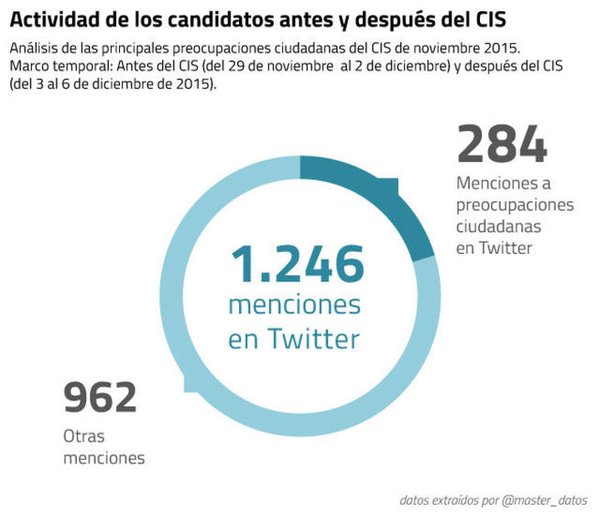 Actividad de los candidatos antes y después del CIS
Análisis de las principales preocupaciones ciudadanas del CIS de noviembre 2015.
Marco temporal: Antes del CIS (del 29 de noviembre al 2 de diciembre) y después del CIS
(del 3 al 6 de diciembre de 2015).
284
Menciones a
preocupaciones
ciudadanas
en Twitter
1.246
menciones
en Twitter
962
Otras
menciones
datos extraídos por @master_datos